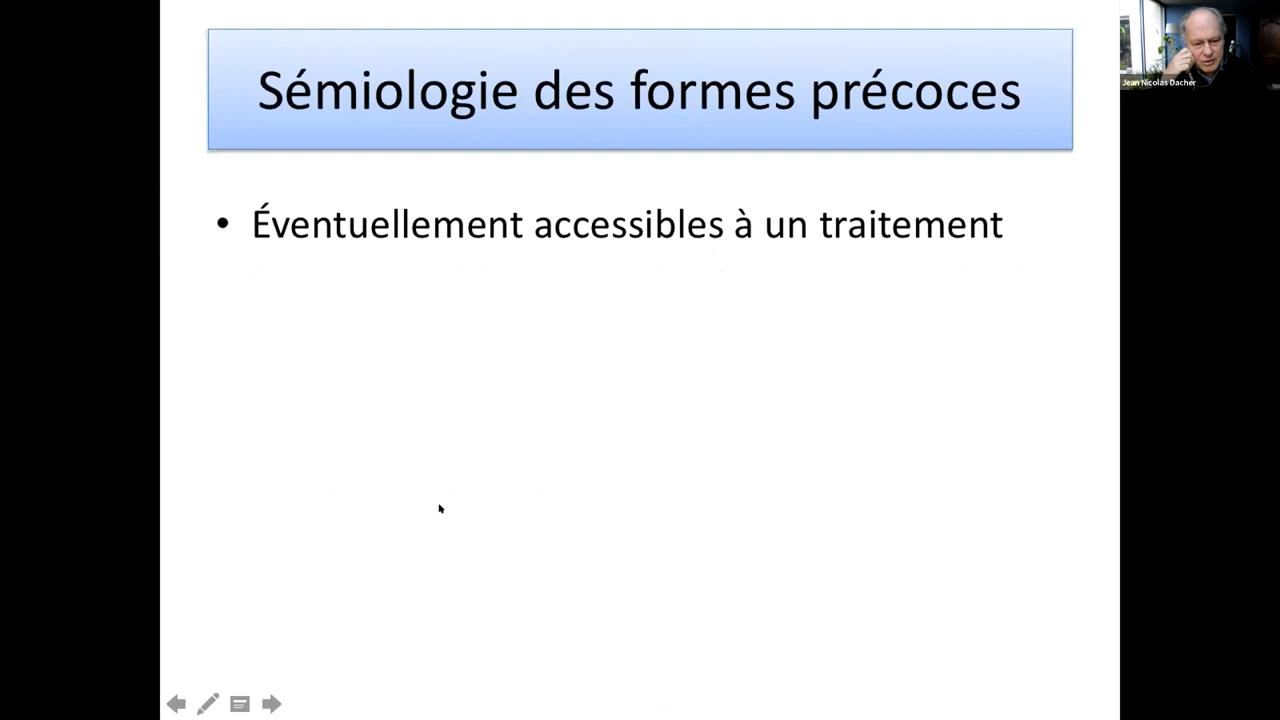 Sémiologie des formes précoces
Jean Nicolas Dacher
• Éventuellement accessibles à un traitement